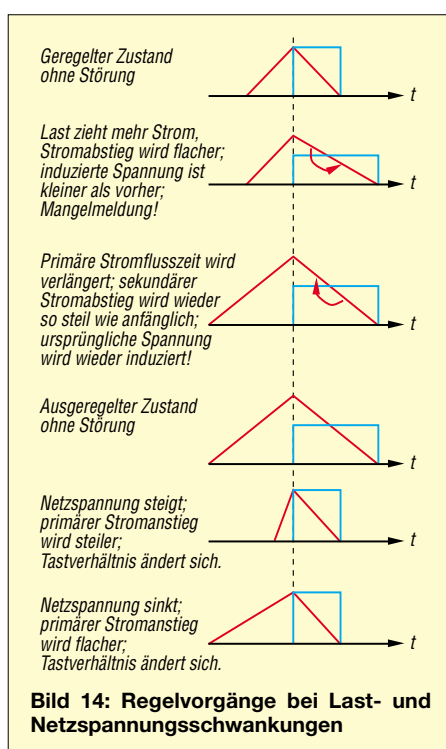 Geregelter Zustand
ohne Störung
t
Last zieht mehr Strom,
Stromabstieg wird flacher;
induzierte Spannung ist
kleiner als vorher;
Mangelmeldung!
t
Primäre Stromflusszeit wird
verlängert; sekundärer
Stromabstieg wird wieder
so steil wie anfänglich;
ursprüngliche Spannung
wird wieder induziert!
t
Ausgeregelter Zustand
ohne Störung
t
Netzspannung steigt;
primärer Stromanstieg
wird steiler;
Tastverhältnis ändert sich.
t
Netzspannung sinkt;
primärer Stromanstieg
wird flacher;
Tastverhältnis ändert sich.
t
Bild 14: Regelvorgänge bei Last- und
Netzspannungsschwankungen